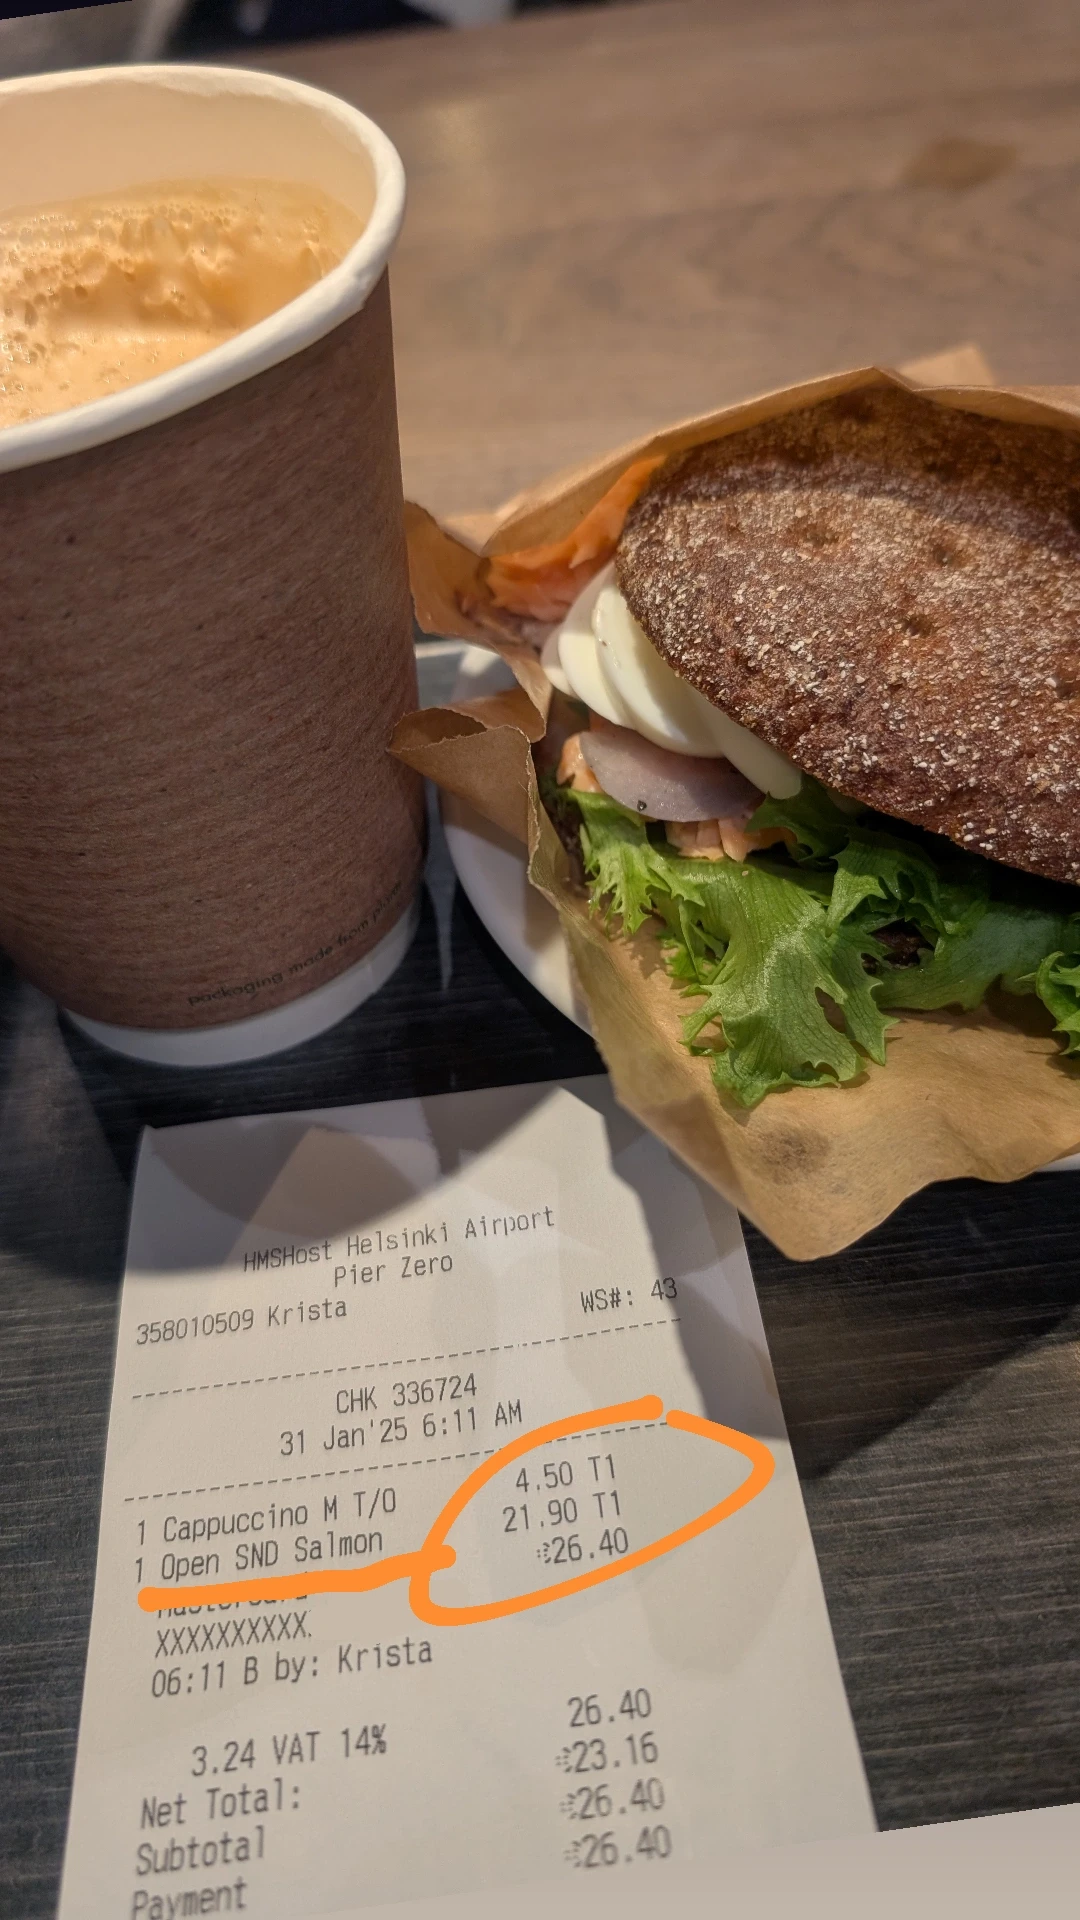 packaging made from
HMSHost Helsinki Airport
Pier Zero
358010509 Krista WS#: 43
CHK 336724
31 Jan'25 6:11 AM
1 Cappuccino M T/O 4.50 T1
1 Open SND Salmon 21.90 T1
26.40
XXXXXXXXXX
06:11 B by: Krista
26.40
3.24 VAT 14% 23.16
Net Total: 26.40
Subtotal 26.40
Payment